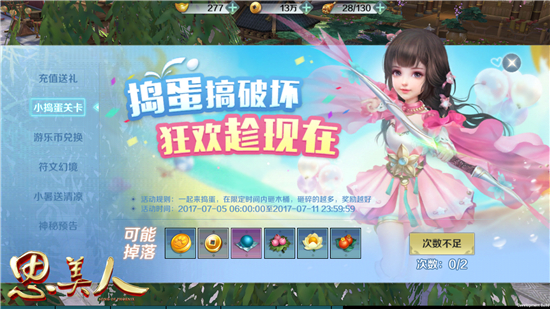 277
13万
28/130
充值送礼
小捣蛋关卡
游乐币兑换
符文幻境
小暑送清凉
神秘预告
捣蛋搞破坏
狂欢趁现在
活动规则：一起来捣蛋，在限定时间内砸木桶，砸碎的越多，奖励越好
活动时间：2017-07-05 06:00:00至2017-07-11 23:59:59
可能
掉落
次数不足
次数：0/2
思美人